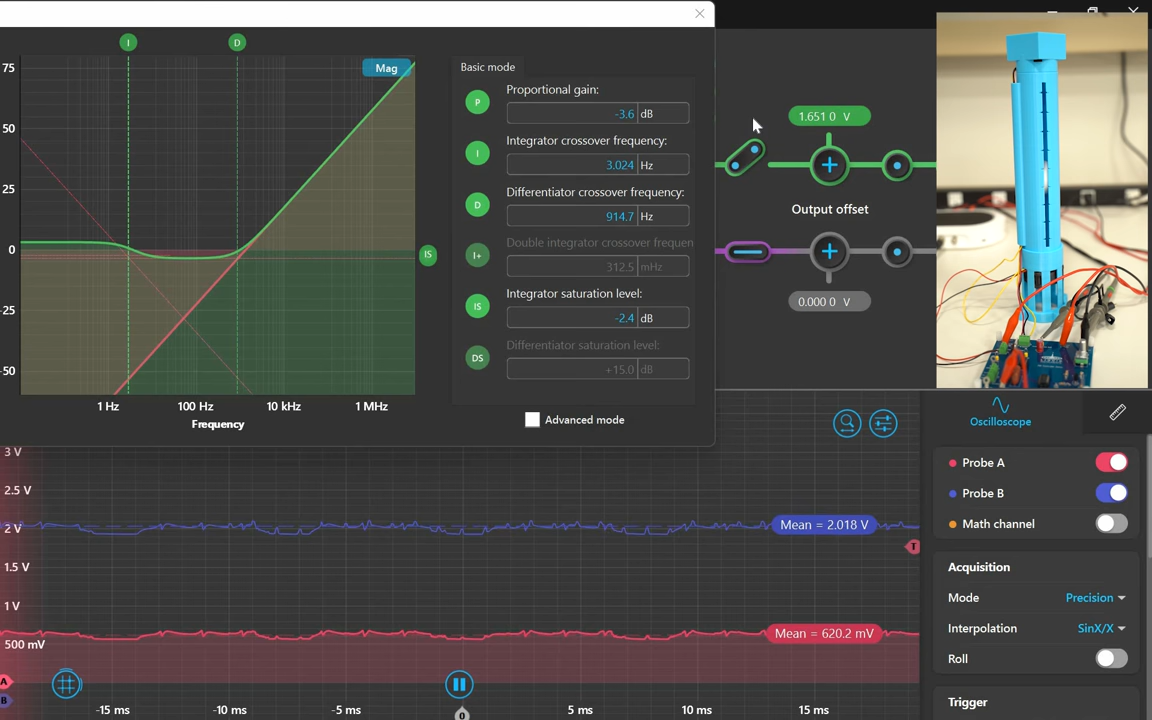 I
D
75
50
25
0
-25
-50
Mag
IS
1 Hz
100 Hz
10 kHz
1 MHz
Frequency
Basic mode
P
Proportional gain:
-3.6 dB
I
Integrator crossover frequency:
3.024 Hz
D
Differentiator crossover frequency:
914.7 Hz
I+
Double integrator crossover frequen
312.5 mHz
IS
Integrator saturation level:
-2.4 dB
DS
Differentiator saturation level:
+15.0 dB
Advanced mode
1.651 0 V
Output offset
0.000 0 V
3 V
2.5 V
2 V
1.5 V
1 V
500 mV
Mean = 2.018 V
Mean = 620.2 mV
T
A
B
-15 ms
-10 ms
-5 ms
0
5 ms
10 ms
15 ms
Oscilloscope
Probe A
Probe B
Math channel
Acquisition
Mode Precision
Interpolation SinX/X
Roll
Trigger